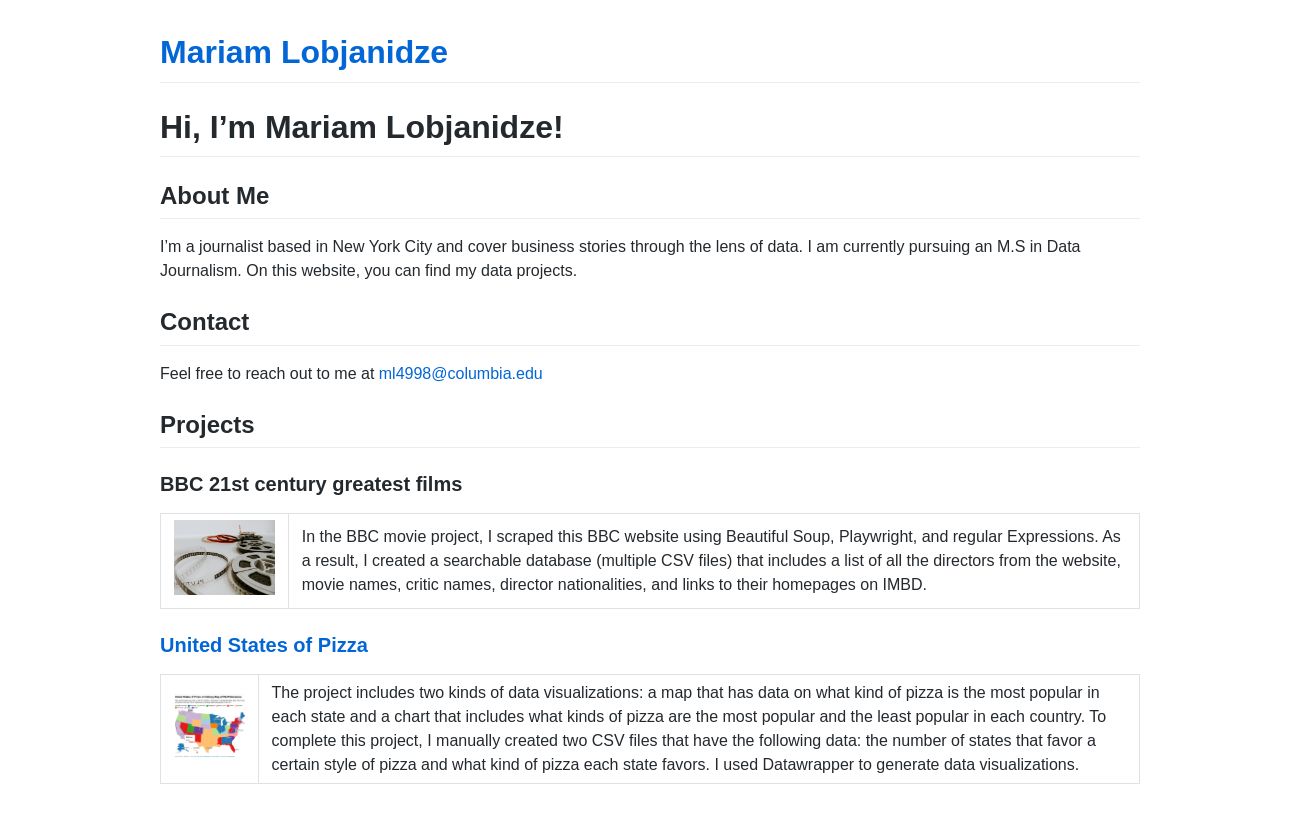 Mariam Lobjanidze
Hi, I’m Mariam Lobjanidze!
About Me
I’m a journalist based in New York City and cover business stories through the lens of data. I am currently pursuing an M.S in Data
Journalism. On this website, you can find my data projects.
Contact
Feel free to reach out to me at ml4998@columbia.edu
Projects
BBC 21st century greatest films
In the BBC movie project, I scraped this BBC website using Beautiful Soup, Playwright, and regular Expressions. As
a result, I created a searchable database (multiple CSV files) that includes a list of all the directors from the website,
movie names, critic names, director nationalities, and links to their homepages on IMBD.
United States of Pizza
The project includes two kinds of data visualizations: a map that has data on what kind of pizza is the most popular in
each state and a chart that includes what kinds of pizza are the most popular and the least popular in each country. To
complete this project, I manually created two CSV files that have the following data: the number of states that favor a
certain style of pizza and what kind of pizza each state favors. I used Datawrapper to generate data visualizations.